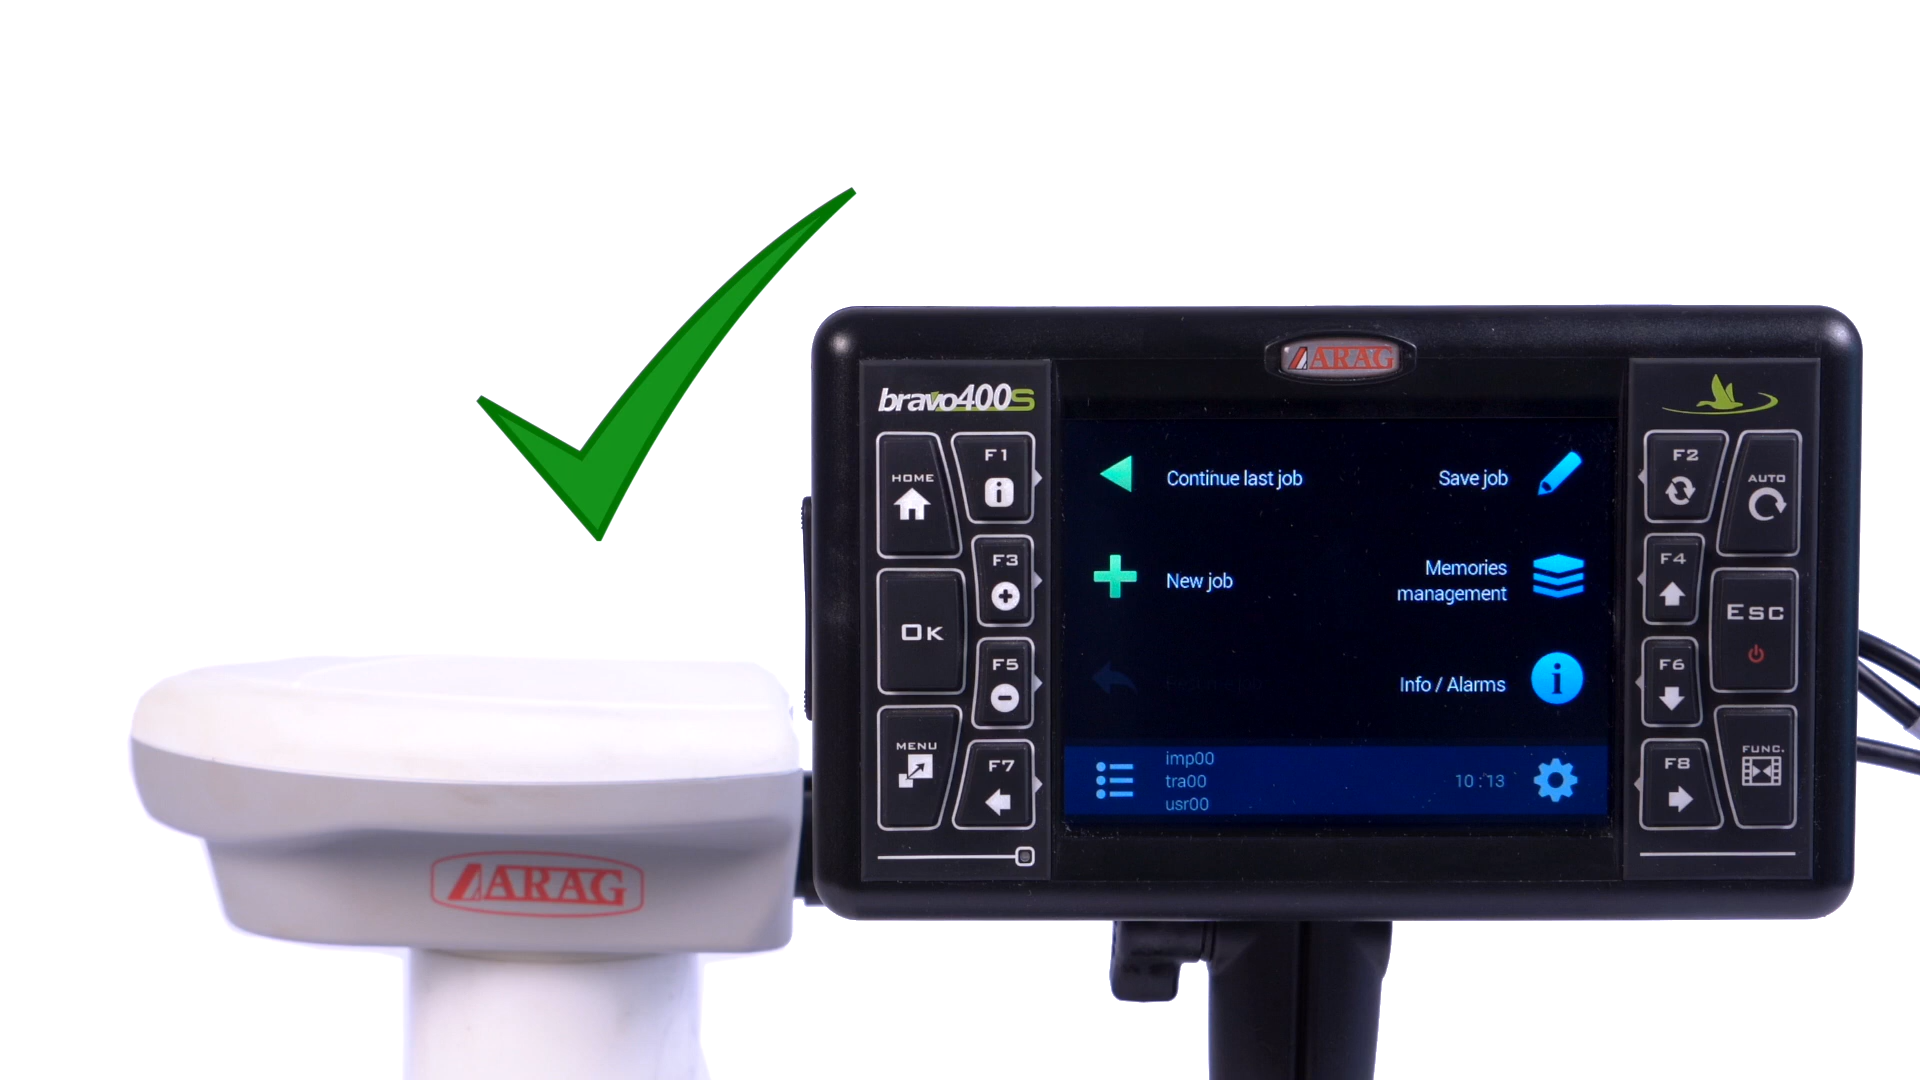 ARAG
bravo400S
HOME
F1
F3
OK
F5
MENU
F7
Continue last job
Save job
New job
Memories
management
Info / Alarms
imp00
tra00
usr00
10 : 13
F2
AUTO
F4
ESC
F6
FUNC.
F8
ARAG